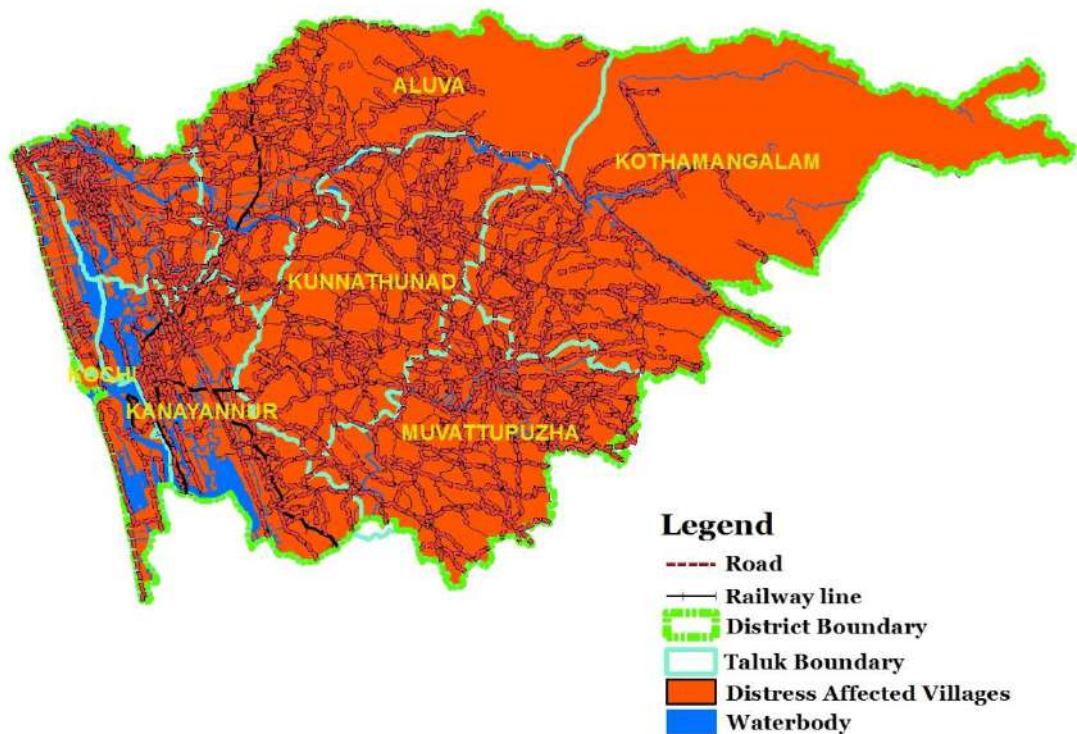 ALUVA
KOTHAMANGALAM
KUNNATHUNAD
KOCHI
KANAYANNUR
MUVATTUPUZHA
Legend
Road
Railway line
District Boundary
Taluk Boundary
Distress Affected Villages
Waterbody